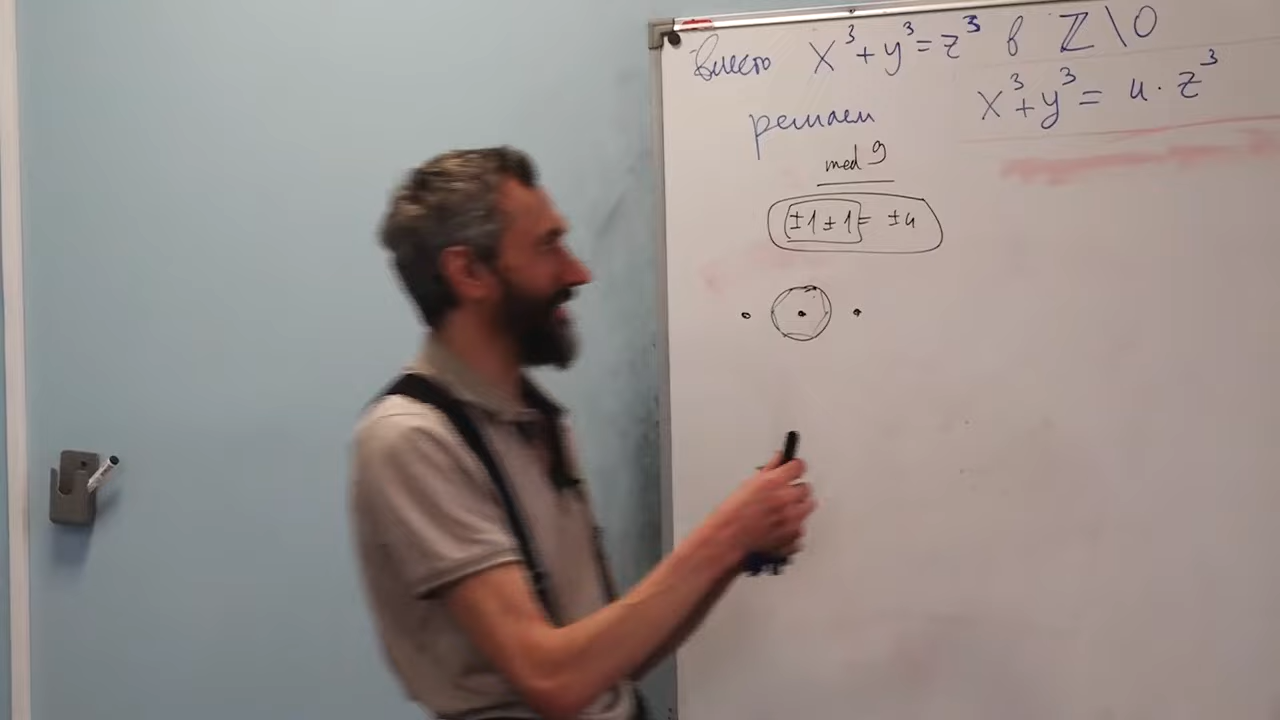 вместо x³+y³=z³ в ℤ\0
решаем x³+y³= u·z³
mod 9
±1±1= ±u